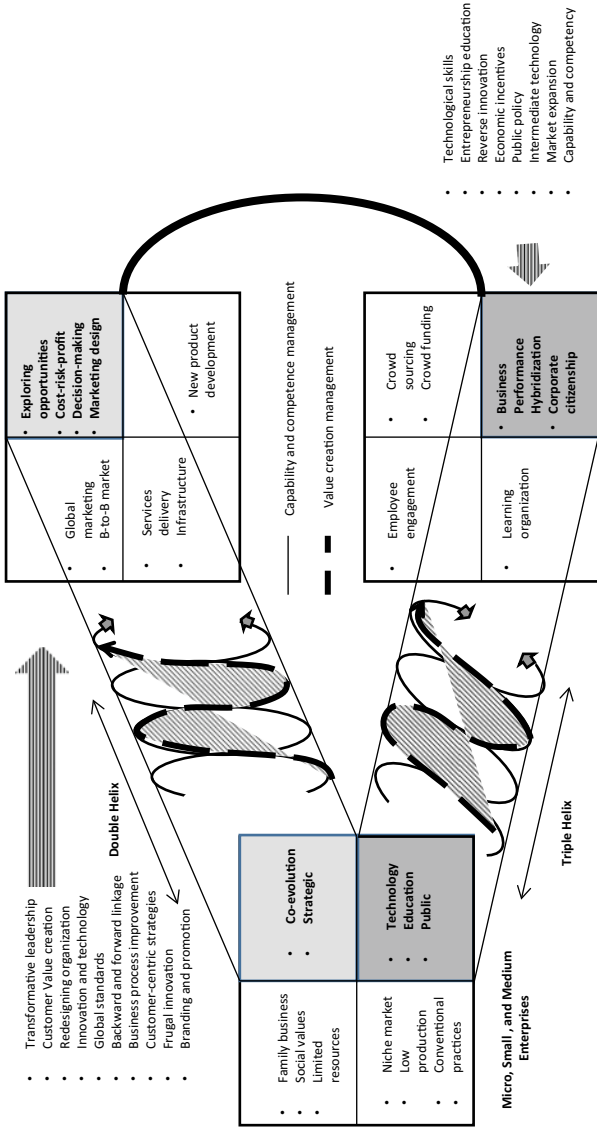 • Transformative leadership
• Customer Value creation
• Redesigning organization
• Innovation and technology
• Global standards
• Backward and forward linkage
• Business process improvement
• Customer-centric strategies
• Frugal innovation
• Branding and promotion
Double Helix
• Family business
• Social values
• Limited
resources
• Co-evolution
• Strategic
• Niche market
• Low
production
• Conventional
practices
• Technology
• Education
• Public
Micro, Small , and Medium
Enterprises
Triple Helix
• Global
marketing
• B-to-B market
• Exploring
opportunities
• Cost-risk-profit
• Decision-making
• Marketing design
• Services
delivery
• Infrastructure
• New product
development
Capability and competence management
Value creation management
• Employee
engagement
• Crowd
sourcing
• Crowd funding
• Learning
organization
• Business
Performance
Hybridization
• Corporate
citizenship
• Technological skills
• Entrepreneurship education
• Reverse innovation
• Economic incentives
• Public policy
• Intermediate technology
• Market expansion
• Capability and competency